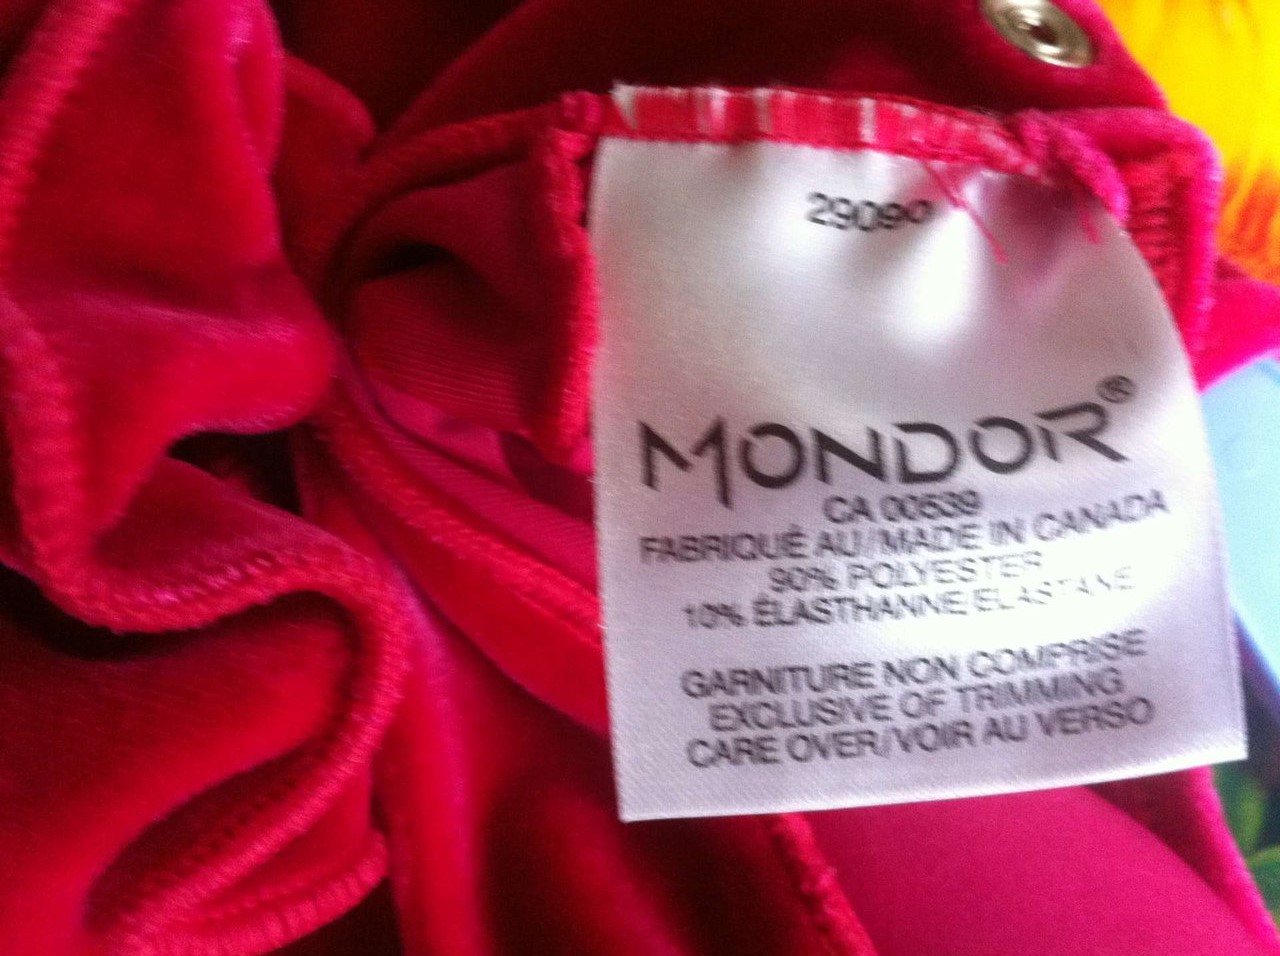 29090
MONDOR®
CA 00539
FABRIQUÉ AU/MADE IN CANADA
90% POLYESTER
10% ÉLASTHANNE/ELASTANE
GARNITURE NON COMPRISE
EXCLUSIVE OF TRIMMING
CARE OVER/VOIR AU VERSO